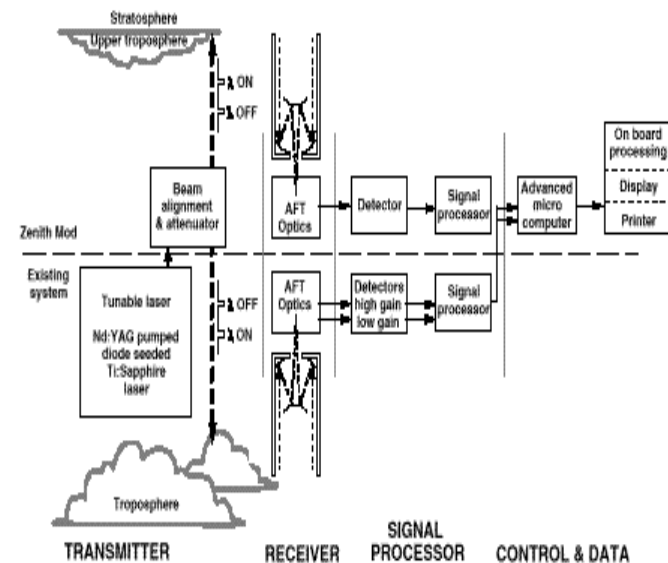 Stratosphere
Upper troposphere
λ ON
λ OFF
Beam
alignment
& attenuator
AFT
Optics
Detector
Signal
processor
Advanced
micro
computer
On board
processing
Display
Printer
Zenith Mod
Existing
system
Tunable laser
Nd:YAG pumped
diode seeded
Ti:Sapphire
laser
λ OFF
λ ON
AFT
Optics
Detectors
high gain
low gain
Signal
processor
Troposphere
TRANSMITTER
RECEIVER
SIGNAL
PROCESSOR
CONTROL & DATA